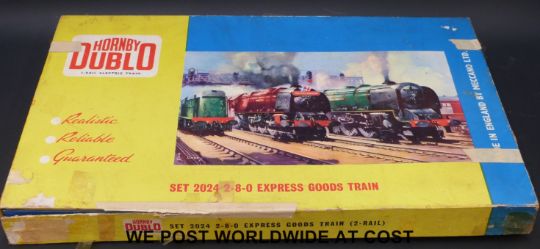 HORNBY
DUBLO
2-RAIL ELECTRIC TRAIN
Realistic
Reliable
Guaranteed
E IN ENGLAND BY MECCANO LTD.
SET 2024 2-8-0 EXPRESS GOODS TRAIN
HORNBY
DUBLO
SET 2024 2-8-0 EXPRESS GOODS TRAIN (2-RAIL)
WE POST WORLDWIDE AT COST